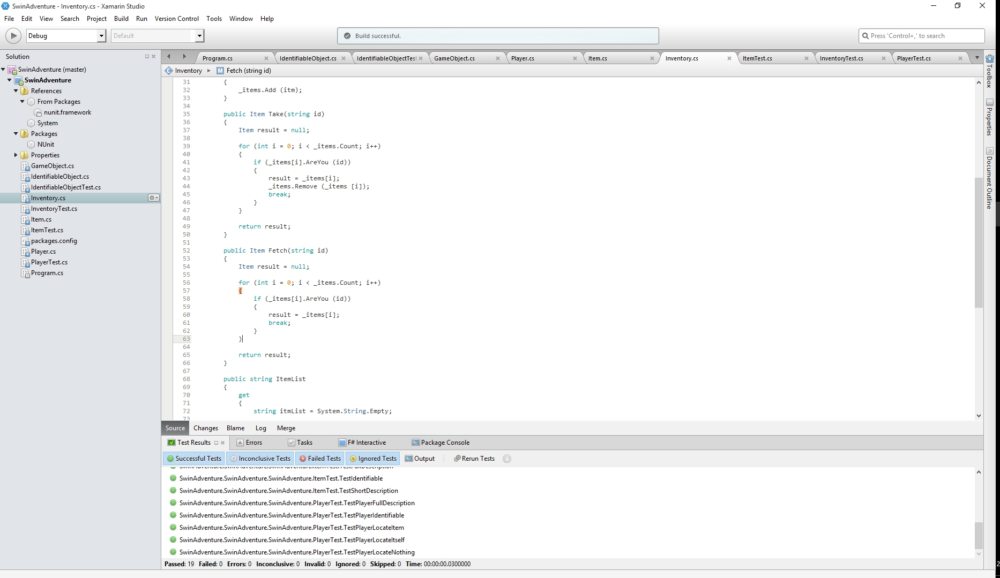 SwinAdventure - Inventory.cs - Xamarin Studio
File Edit View Search Project Build Run Version Control Tools Window Help
Debug Default Build successful. Press 'Control+,' to search
Solution
SwinAdventure (master)
SwinAdventure
References
From Packages
nunit.framework
System
Packages
NUnit
Properties
GameObject.cs
IdentifiableObject.cs
IdentifiableObjectTest.cs
Inventory.cs
InventoryTest.cs
Item.cs
ItemTest.cs
packages.config
Player.cs
PlayerTest.cs
Program.cs
Program.cs IdentifiableObject.cs IdentifiableObjectTest GameObject.cs Player.cs Item.cs Inventory.cs ItemTest.cs InventoryTest.cs PlayerTest.cs
Inventory Fetch (string id)
31 {
32 _items.Add (itm);
33 }
34
35 public Item Take(string id)
36 {
37 Item result = null;
38
39 for (int i = 0; i < _items.Count; i++)
40 {
41 if (_items[i].AreYou (id))
42 {
43 result = _items[i];
44 _items.Remove (_items [i]);
45 break;
46 }
47 }
48
49 return result;
50 }
51
52 public Item Fetch(string id)
53 {
54 Item result = null;
55
56 for (int i = 0; i < _items.Count; i++)
57 {
58 if (_items[i].AreYou (id))
59 {
60 result = _items[i];
61 break;
62 }
63 }
64
65 return result;
66 }
67
68 public string ItemList
69 {
70 get
71 {
72 string itmList = System.String.Empty;
73
Toolbox
Properties
Document Outline
Source Changes Blame Log Merge
Test Results Errors Tasks F# Interactive Package Console
Successful Tests Inconclusive Tests Failed Tests Ignored Tests Output Rerun Tests
SwinAdventure.SwinAdventure.SwinAdventure.ItemTest.TestFullDescription
SwinAdventure.SwinAdventure.SwinAdventure.ItemTest.TestIdentifiable
SwinAdventure.SwinAdventure.SwinAdventure.ItemTest.TestShortDescription
SwinAdventure.SwinAdventure.SwinAdventure.PlayerTest.TestPlayerFullDescription
SwinAdventure.SwinAdventure.SwinAdventure.PlayerTest.TestPlayerIdentifiable
SwinAdventure.SwinAdventure.SwinAdventure.PlayerTest.TestPlayerLocateItem
SwinAdventure.SwinAdventure.SwinAdventure.PlayerTest.TestPlayerLocateItself
SwinAdventure.SwinAdventure.SwinAdventure.PlayerTest.TestPlayerLocateNothing
Passed: 19 Failed: 0 Errors: 0 Inconclusive: 0 Invalid: 0 Ignored: 0 Skipped: 0 Time: 00:00:00.0300000
2